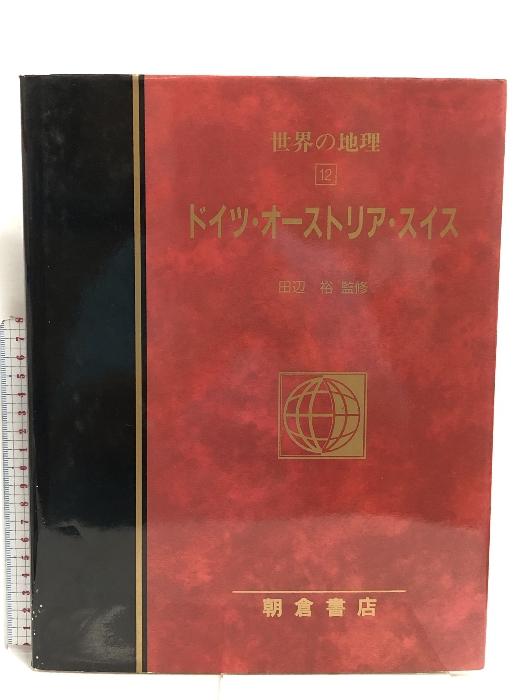 世界の地理
12
ドイツ・オーストリア・スイス
田辺 裕 監修
朝倉書店